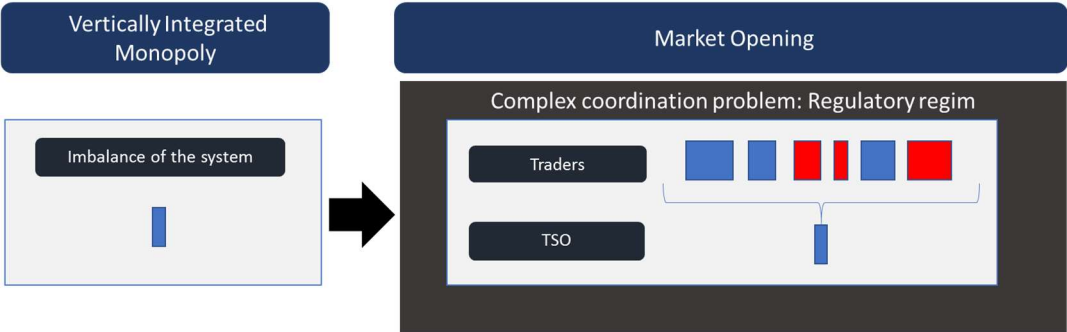 Vertically Integrated
Monopoly
Market Opening
Complex coordination problem: Regulatory regim
Imbalance of the system
Traders
TSO